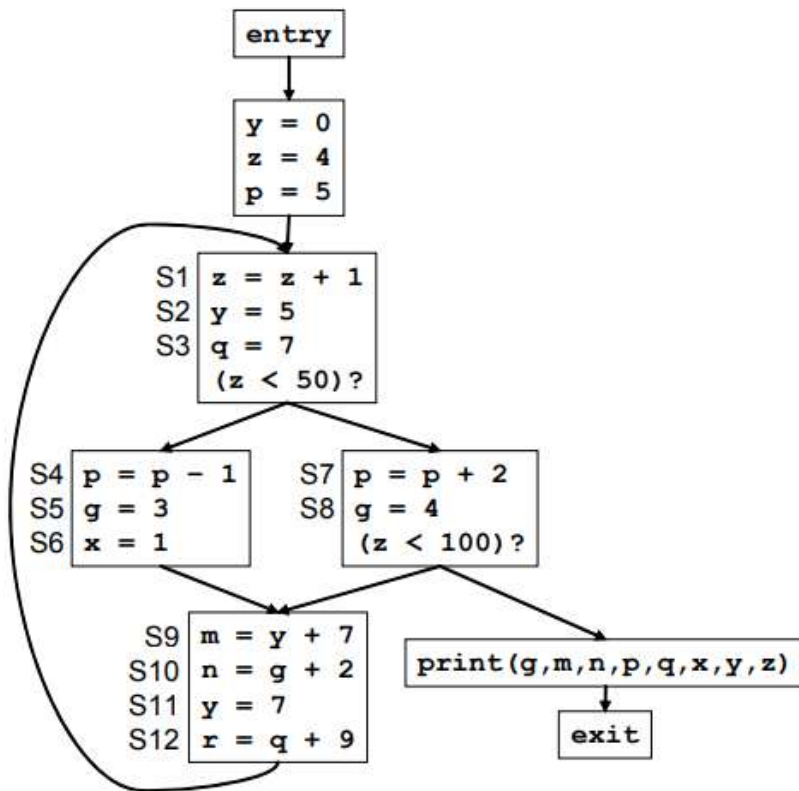 entry
y = 0
z = 4
p = 5
S1 z = z + 1
S2 y = 5
S3 q = 7
(z < 50)?
S4 p = p - 1
S5 g = 3
S6 x = 1
S7 p = p + 2
S8 g = 4
(z < 100)?
S9 m = y + 7
S10 n = g + 2
S11 y = 7
S12 r = q + 9
print(g,m,n,p,q,x,y,z)
exit